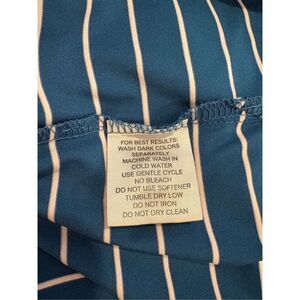 FOR BEST RESULTS:
WASH DARK COLORS
SEPARATELY
MACHINE WASH IN
COLD WATER
USE GENTLE CYCLE
NO BLEACH
DO NOT USE SOFTENER
TUMBLE DRY LOW
DO NOT IRON
DO NOT DRY CLEAN